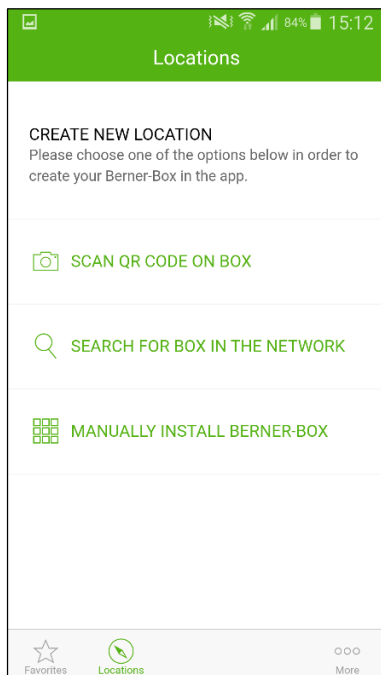 84% 15:12
Locations
CREATE NEW LOCATION
Please choose one of the options below in order to
create your Berner-Box in the app.
SCAN QR CODE ON BOX
SEARCH FOR BOX IN THE NETWORK
MANUALLY INSTALL BERNER-BOX
Favorites Locations More